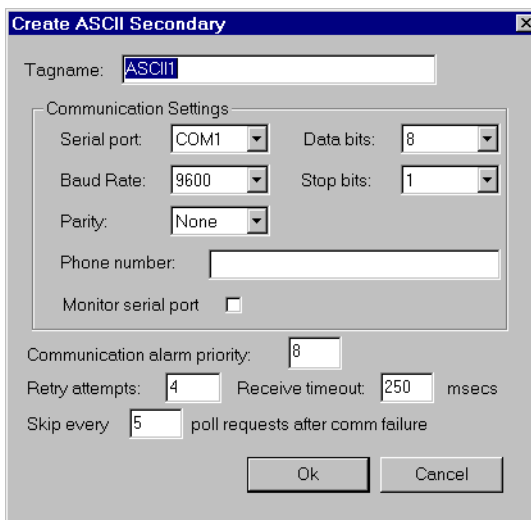 Create ASCII Secondary
Tagname: ASCII1
Communication Settings
Serial port: COM1 Data bits: 8
Baud Rate: 9600 Stop bits: 1
Parity: None
Phone number:
Monitor serial port
Communication alarm priority: 8
Retry attempts: 4 Receive timeout: 250 msecs
Skip every 5 poll requests after comm failure
Ok Cancel